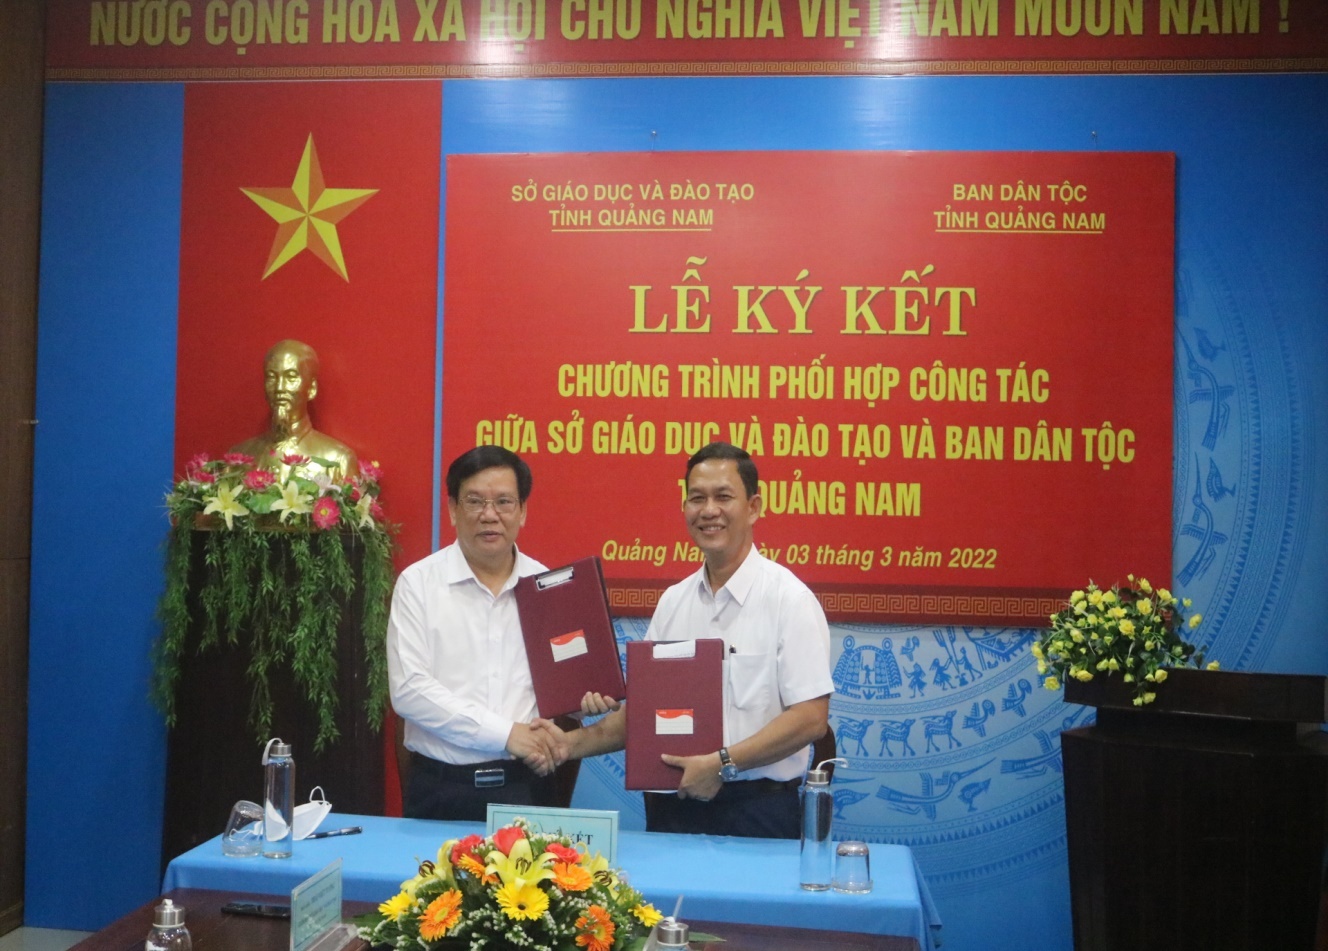 NƯỚC CỘNG HÒA XÃ HỘI CHỦ NGHĨA VIỆT NAM MUÔN NĂM !
SỞ GIÁO DỤC VÀ ĐÀO TẠO
TỈNH QUẢNG NAM
BAN DÂN TỘC
TỈNH QUẢNG NAM
LỄ KÝ KẾT
CHƯƠNG TRÌNH PHỐI HỢP CÔNG TÁC
GIỮA SỞ GIÁO DỤC VÀ ĐÀO TẠO VÀ BAN DÂN TỘC
QUẢNG NAM
Quảng Nam 03 tháng 3 năm 2022
KẾT